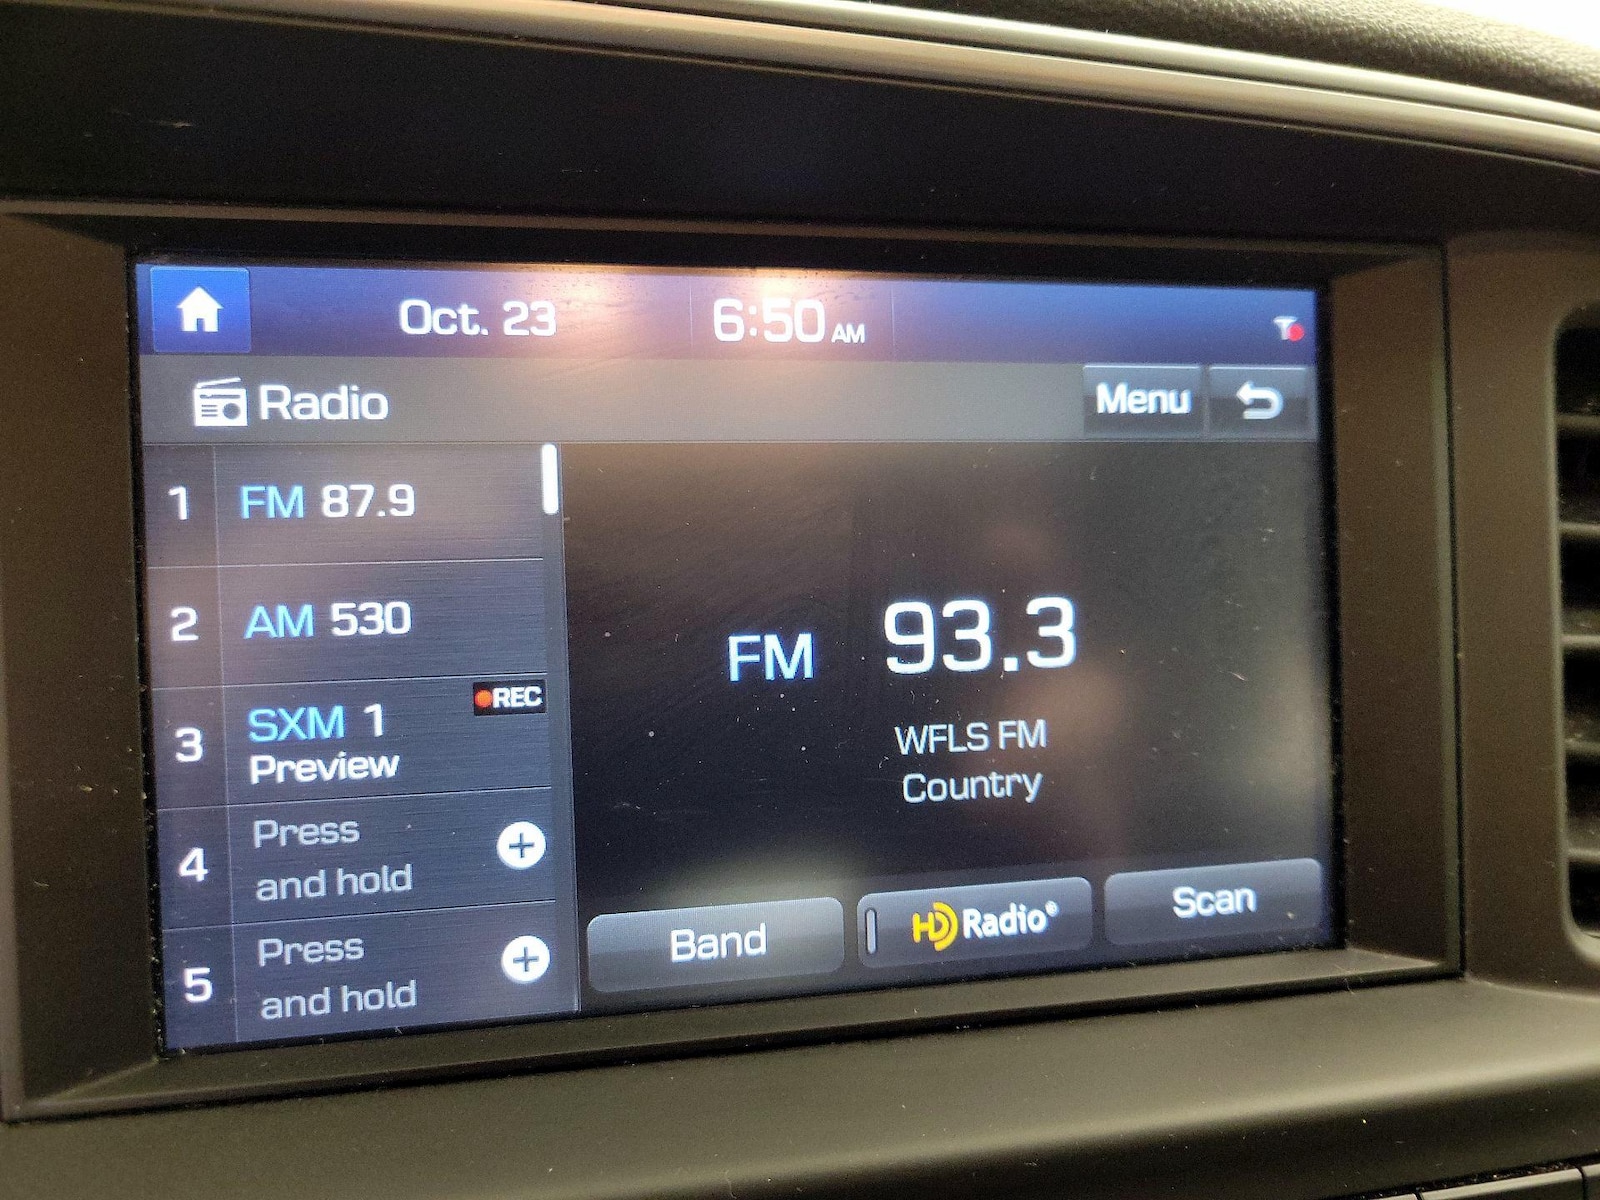 Oct. 23 6:50 AM
Radio Menu
1 FM 87.9
2 AM 530
3 SXM 1 REC
Preview
4 Press
and hold
5 Press
and hold
FM 93.3
WFLS FM
Country
Band HD Radio® Scan